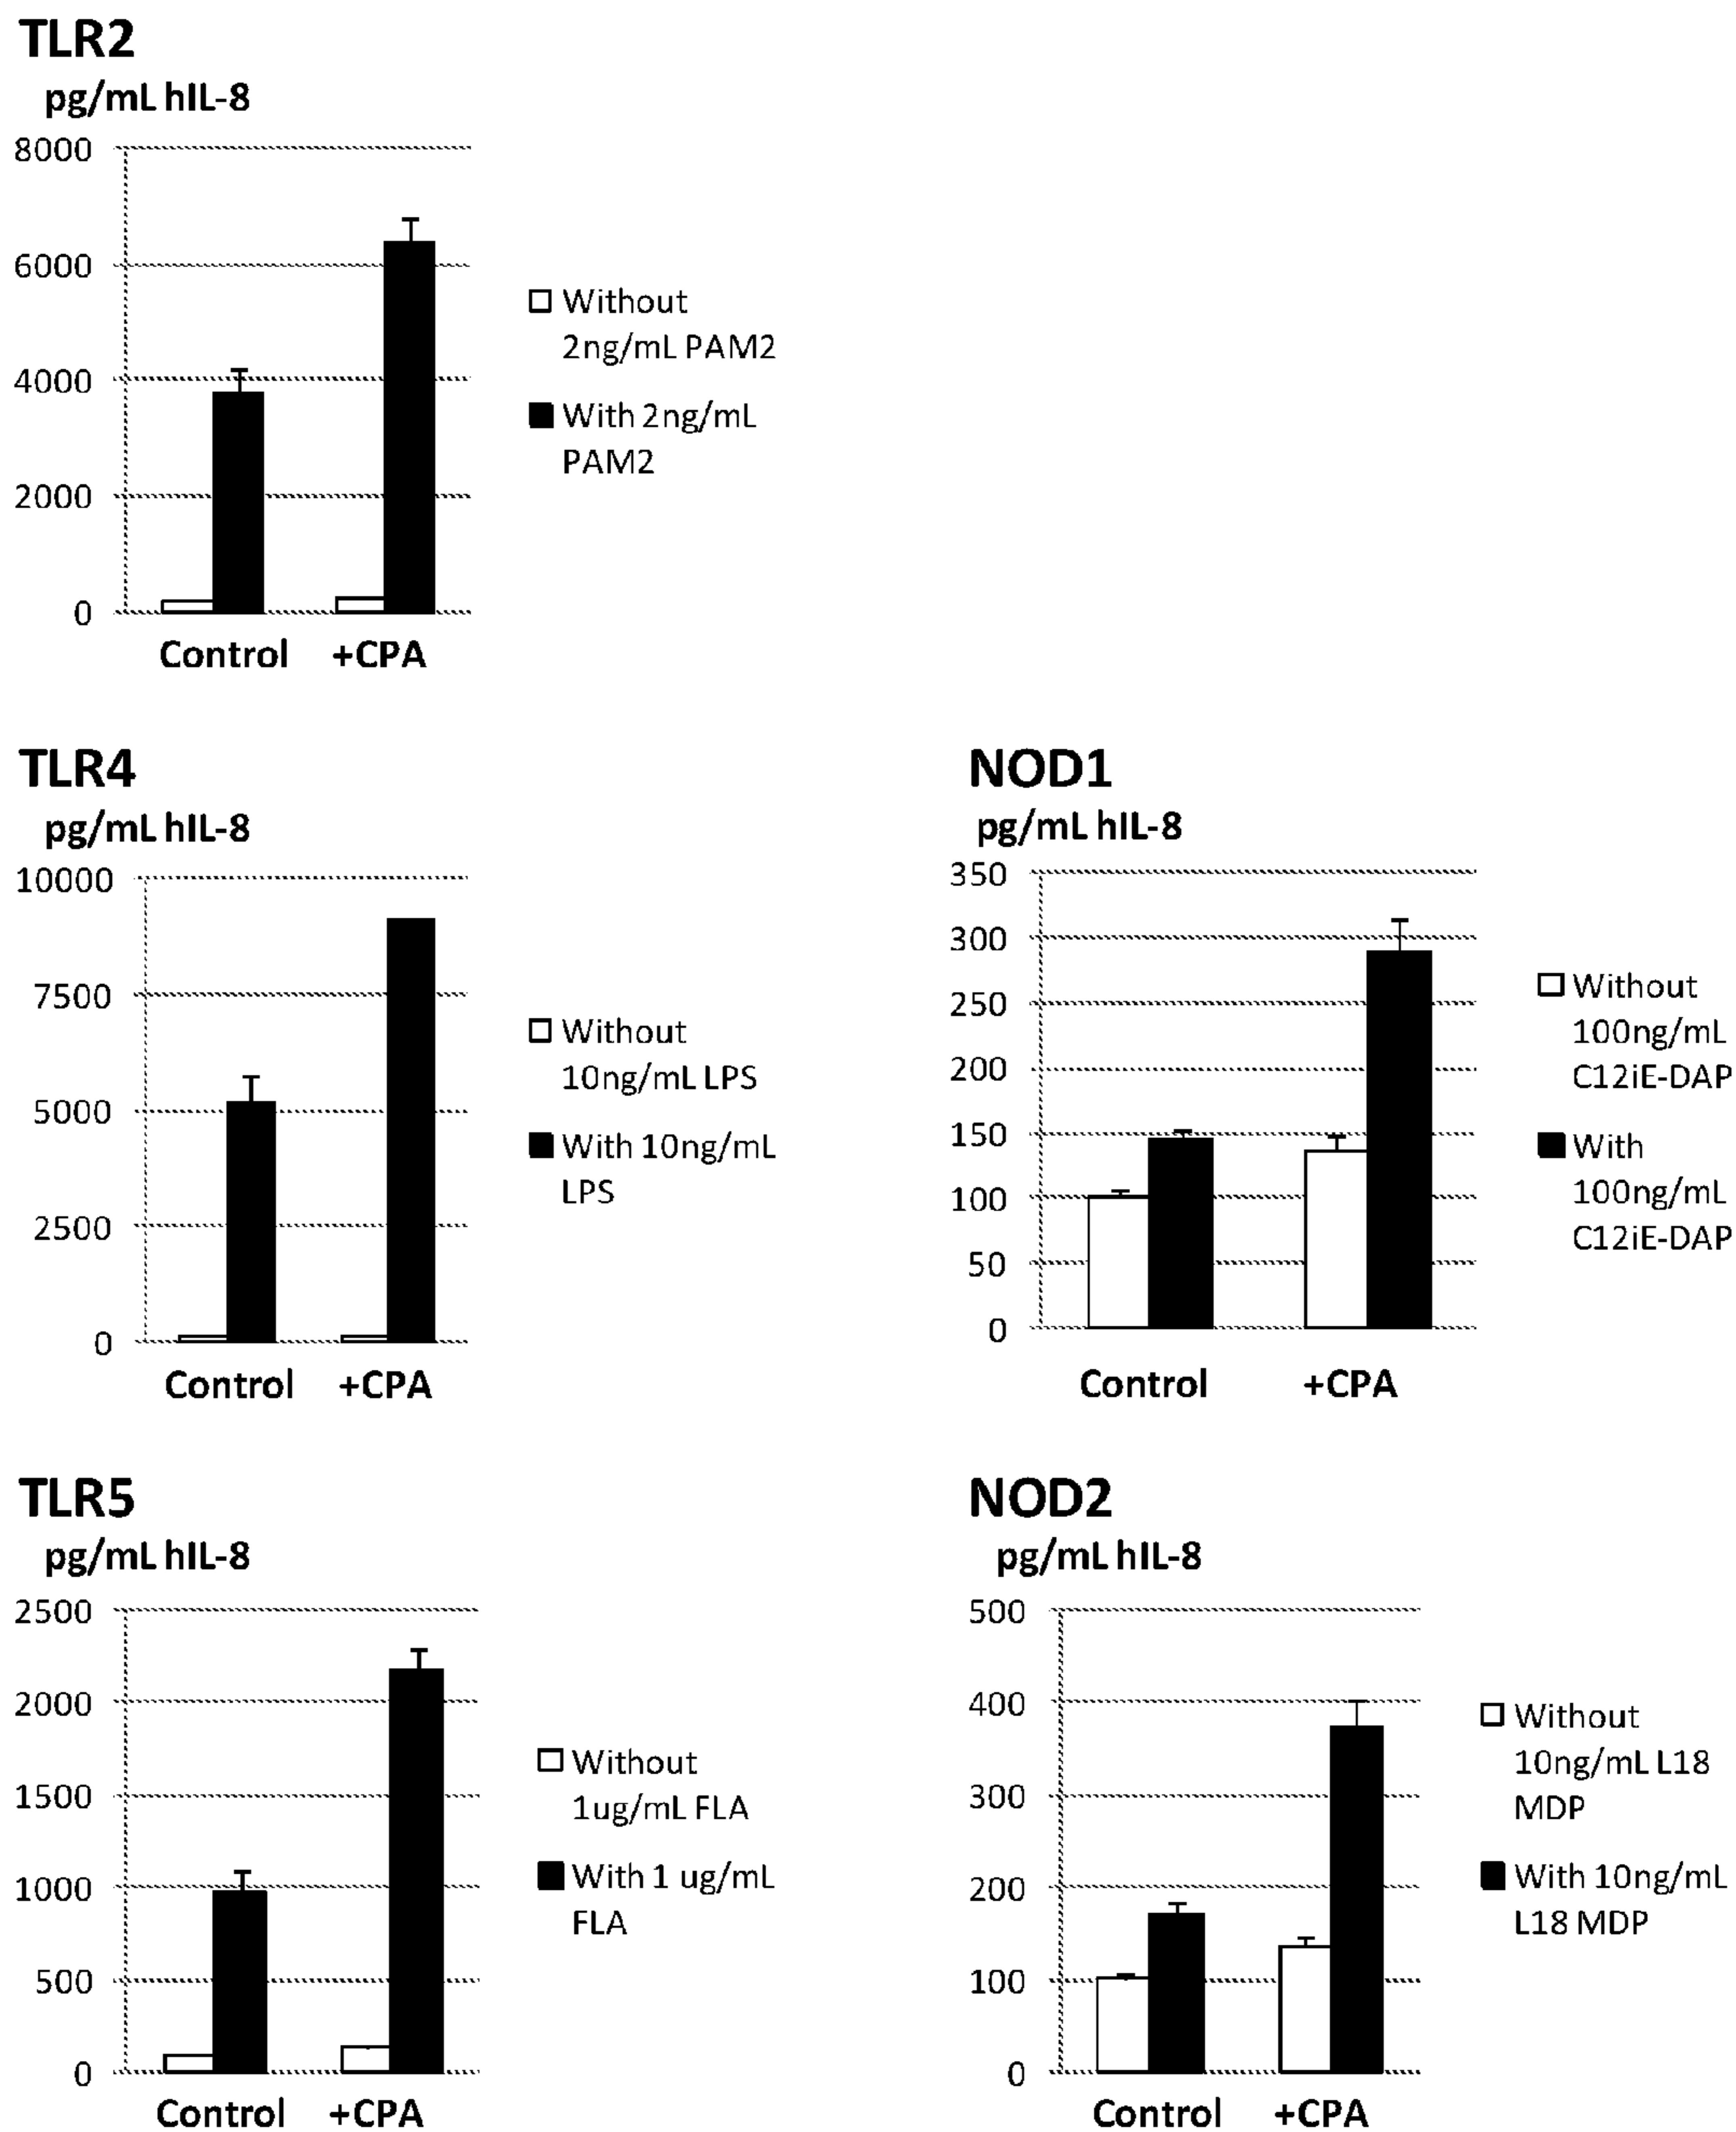 TLR2
pg/mL hIL-8
8000
6000
4000
2000
0
Control +CPA
Without
2ng/mL PAM2
With 2ng/mL
PAM2
TLR4
pg/mL hIL-8
10000
7500
5000
2500
0
Control +CPA
Without
10ng/mL LPS
With 10ng/mL
LPS
NOD1
pg/mL hIL-8
350
300
250
200
150
100
50
0
Control +CPA
Without
100ng/mL
C12iE-DAP
With
100ng/mL
C12iE-DAP
TLR5
pg/mL hIL-8
2500
2000
1500
1000
500
0
Control +CPA
Without
1ug/mL FLA
With 1 ug/mL
FLA
NOD2
pg/mL hIL-8
500
400
300
200
100
0
Control +CPA
Without
10ng/mL L18
MDP
With 10ng/mL
L18 MDP